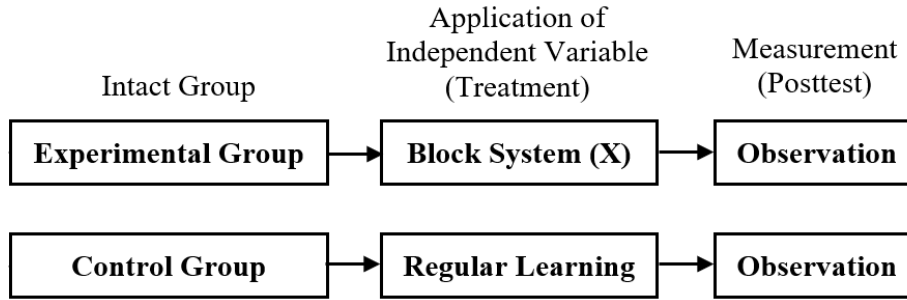 Intact Group
Application of
Independent Variable
(Treatment)
Measurement
(Posttest)
Experimental Group
Block System (X)
Observation
Control Group
Regular Learning
Observation